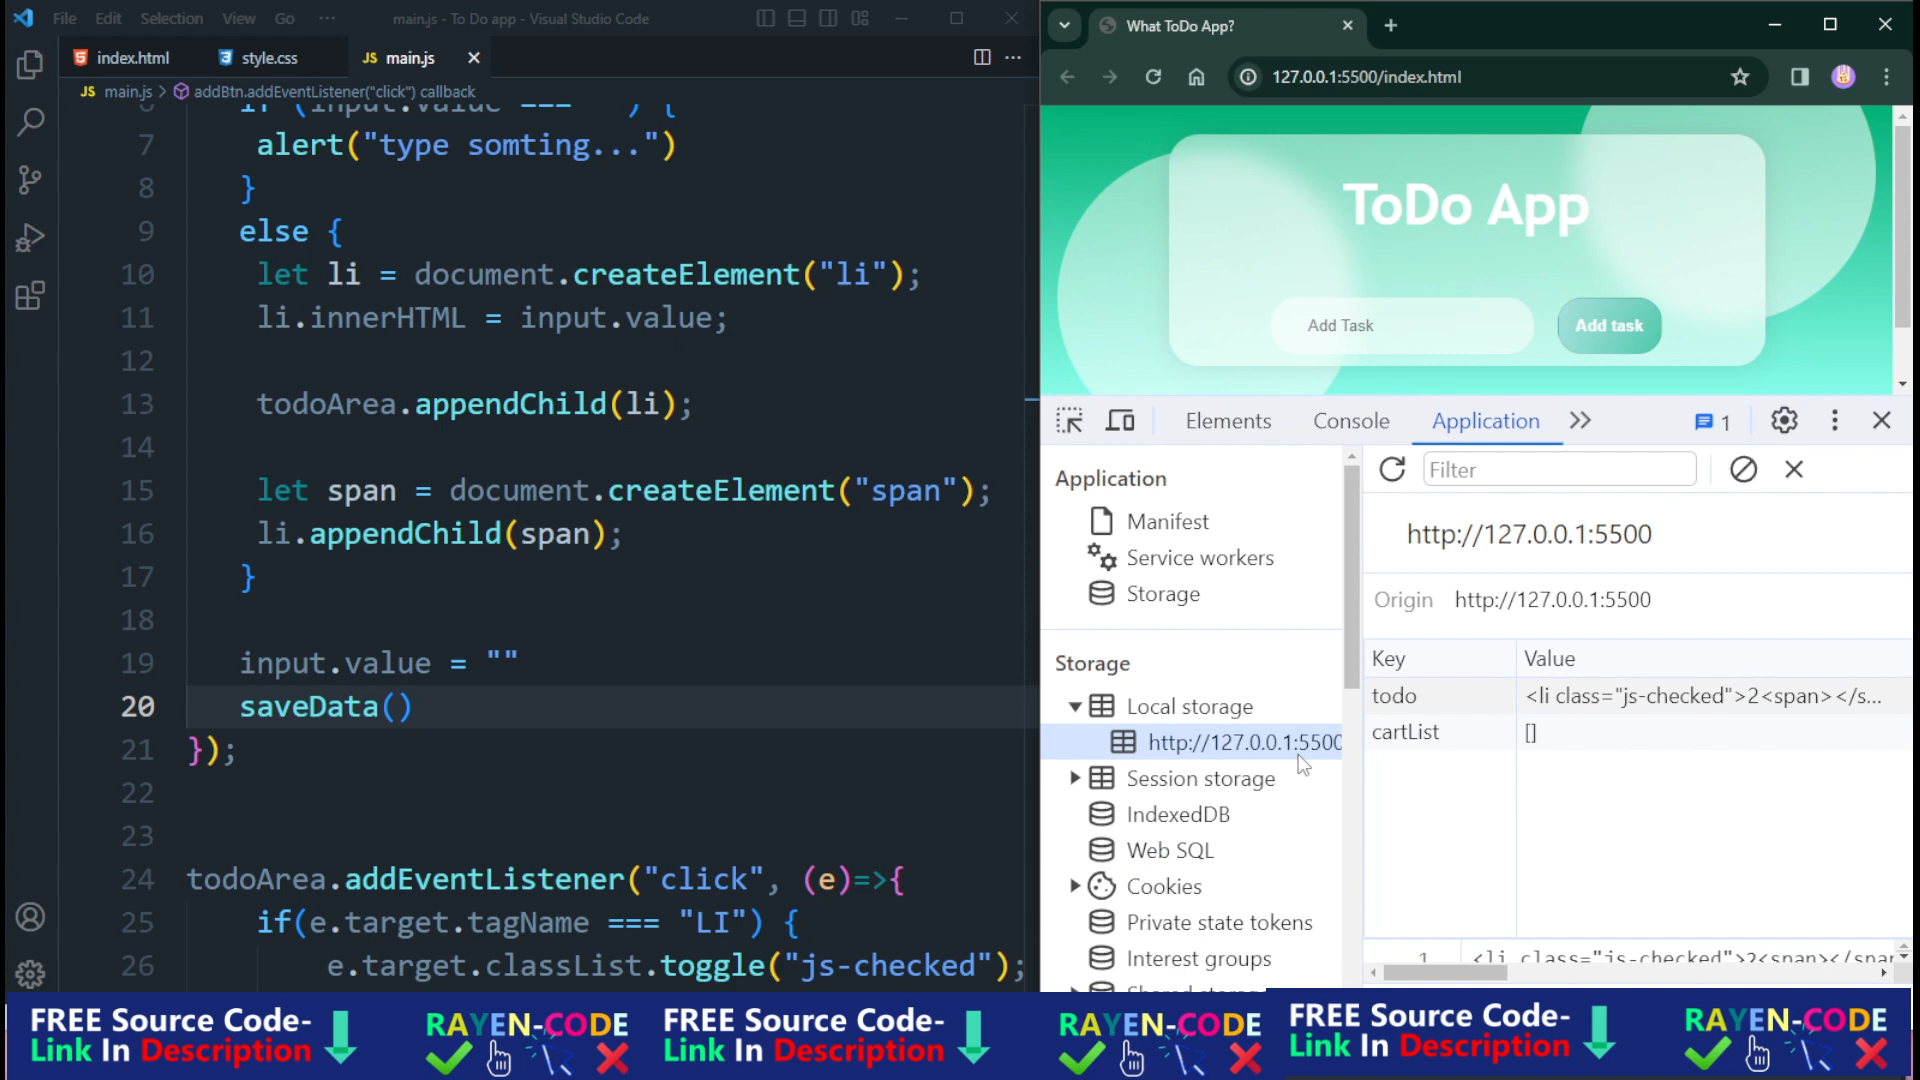 File Edit Selection View Go ··· main.js - To Do app - Visual Studio Code
index.html style.css JS main.js
JS main.js > addBtn.addEventListener("click") callback
7 alert("type somting...")
8 }
9 else {
10 let li = document.createElement("li");
11 li.innerHTML = input.value;
12
13 todoArea.appendChild(li);
14
15 let span = document.createElement("span");
16 li.appendChild(span);
17 }
18
19 input.value = ""
20 saveData()
21 });
22
23
24 todoArea.addEventListener("click", (e)=>{
25 if(e.target.tagName === "LI") {
26 e.target.classList.toggle("js-checked");
What ToDo App?
127.0.0.1:5500/index.html
ToDo App
Add Task
Add task
Elements Console Application 1
Application
Manifest
Service workers
Storage
Storage
Local storage
http://127.0.0.1:5500
Session storage
IndexedDB
Web SQL
Cookies
Private state tokens
Interest groups
Filter
http://127.0.0.1:5500
Origin http://127.0.0.1:5500
Key Value
todo <li class="js-checked">2<span></s...
cartList []
1 <li class="js-checked">2<span></spar
FREE Source Code-
Link In Description
RAYEN-CODE
FREE Source Code-
Link In Description
RAYEN-CODE
FREE Source Code-
Link In Description
RAYEN-CODE